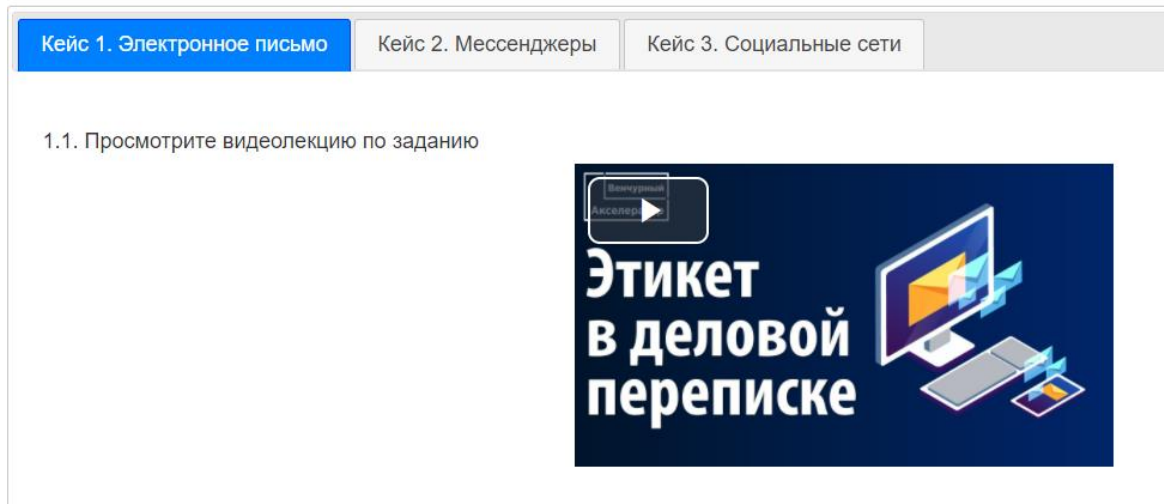 Кейс 1. Электронное письмо
Кейс 2. Мессенджеры
Кейс 3. Социальные сети
1.1. Просмотрите видеолекцию по заданию
Венчурный
Этикет
в деловой
переписке